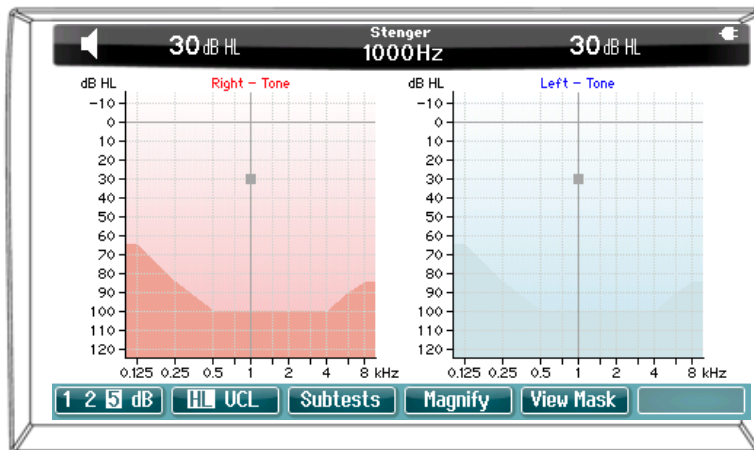 30 dB HL Stenger 30 dB HL
1000Hz
dB HL Right - Tone dB HL Left - Tone
-10 -10
0 0
10 10
20 20
30 30
40 40
50 50
60 60
70 70
80 80
90 90
100 100
110 110
120 120
0.125 0.25 0.5 1 2 4 8 kHz 0.125 0.25 0.5 1 2 4 8 kHz
1 2 5 dB HL UCL Subtests Magnify View Mask